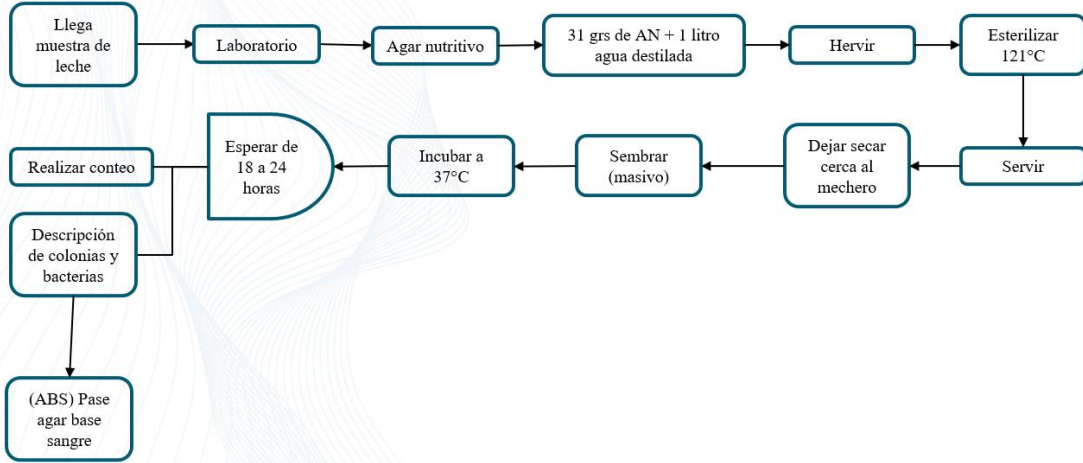 Llega
muestra de
leche
Laboratorio
Agar nutritivo
31 grs de AN + 1 litro
agua destilada
Hervir
Esterilizar
121°C
Servir
Dejar secar
cerca al
mechero
Sembrar
(masivo)
Incubar a
37°C
Esperar de
18 a 24
horas
Realizar conteo
Descripción
de colonias y
bacterias
(ABS) Pase
agar base
sangre